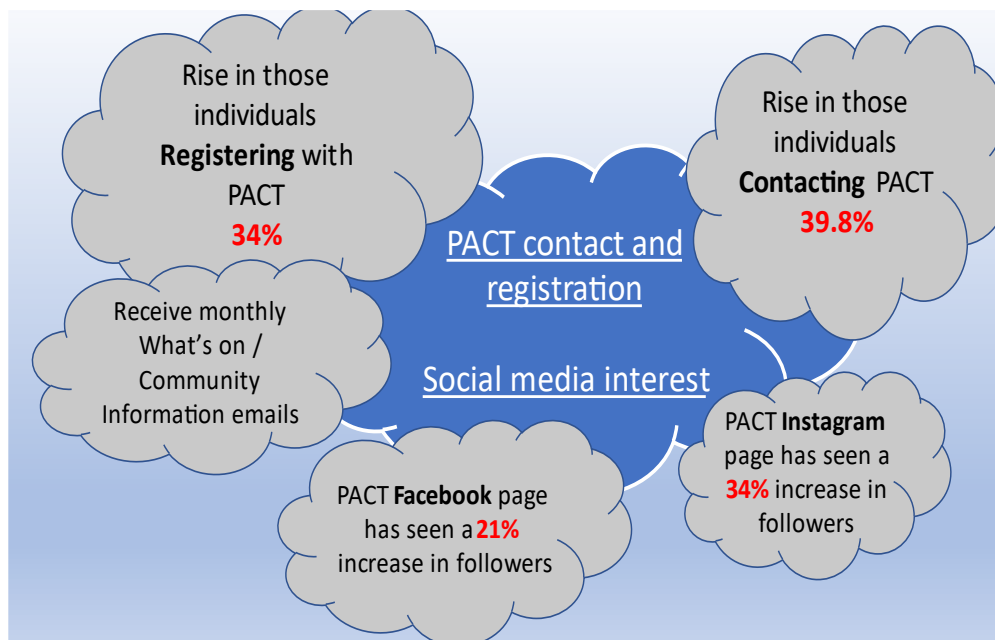 Rise in those
individuals
Registering with
PACT
34%
Rise in those
individuals
Contacting PACT
39.8%
PACT contact and
registration
Social media interest
Receive monthly
What's on /
Community
Information emails
PACT Facebook page
has seen a 21%
increase in followers
PACT Instagram
page has seen a
34% increase in
followers